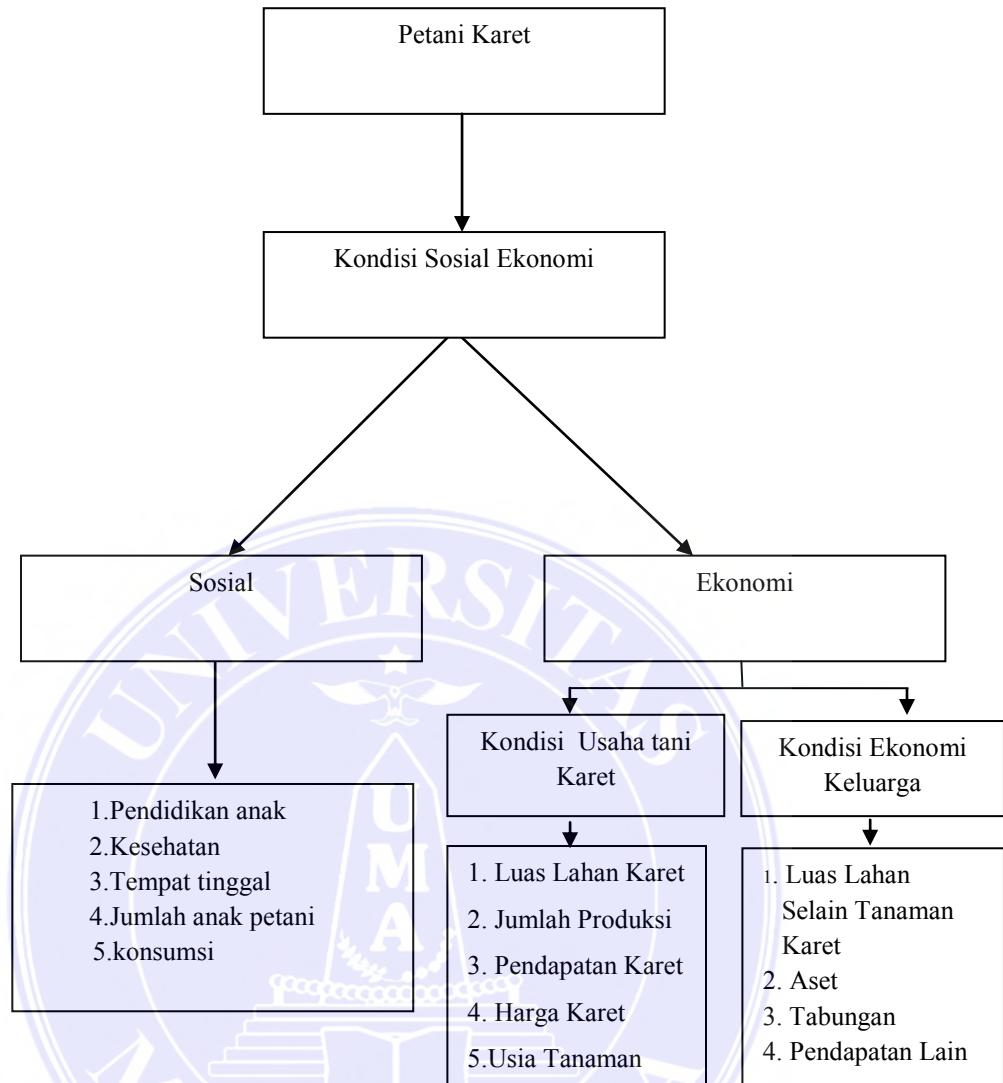 Petani Karet
Kondisi Sosial Ekonomi
Sosial
Ekonomi
Kondisi Usaha tani
Karet
Kondisi Ekonomi
Keluarga
1.Pendidikan anak
2.Kesehatan
3.Tempat tinggal
4.Jumlah anak petani
5.konsumsi
1. Luas Lahan Karet
2. Jumlah Produksi
3. Pendapatan Karet
4. Harga Karet
5.Usia Tanaman
1. Luas Lahan
Selain Tanaman
Karet
2. Aset
3. Tabungan
4. Pendapatan Lain
UNIVERSITAS
UMA